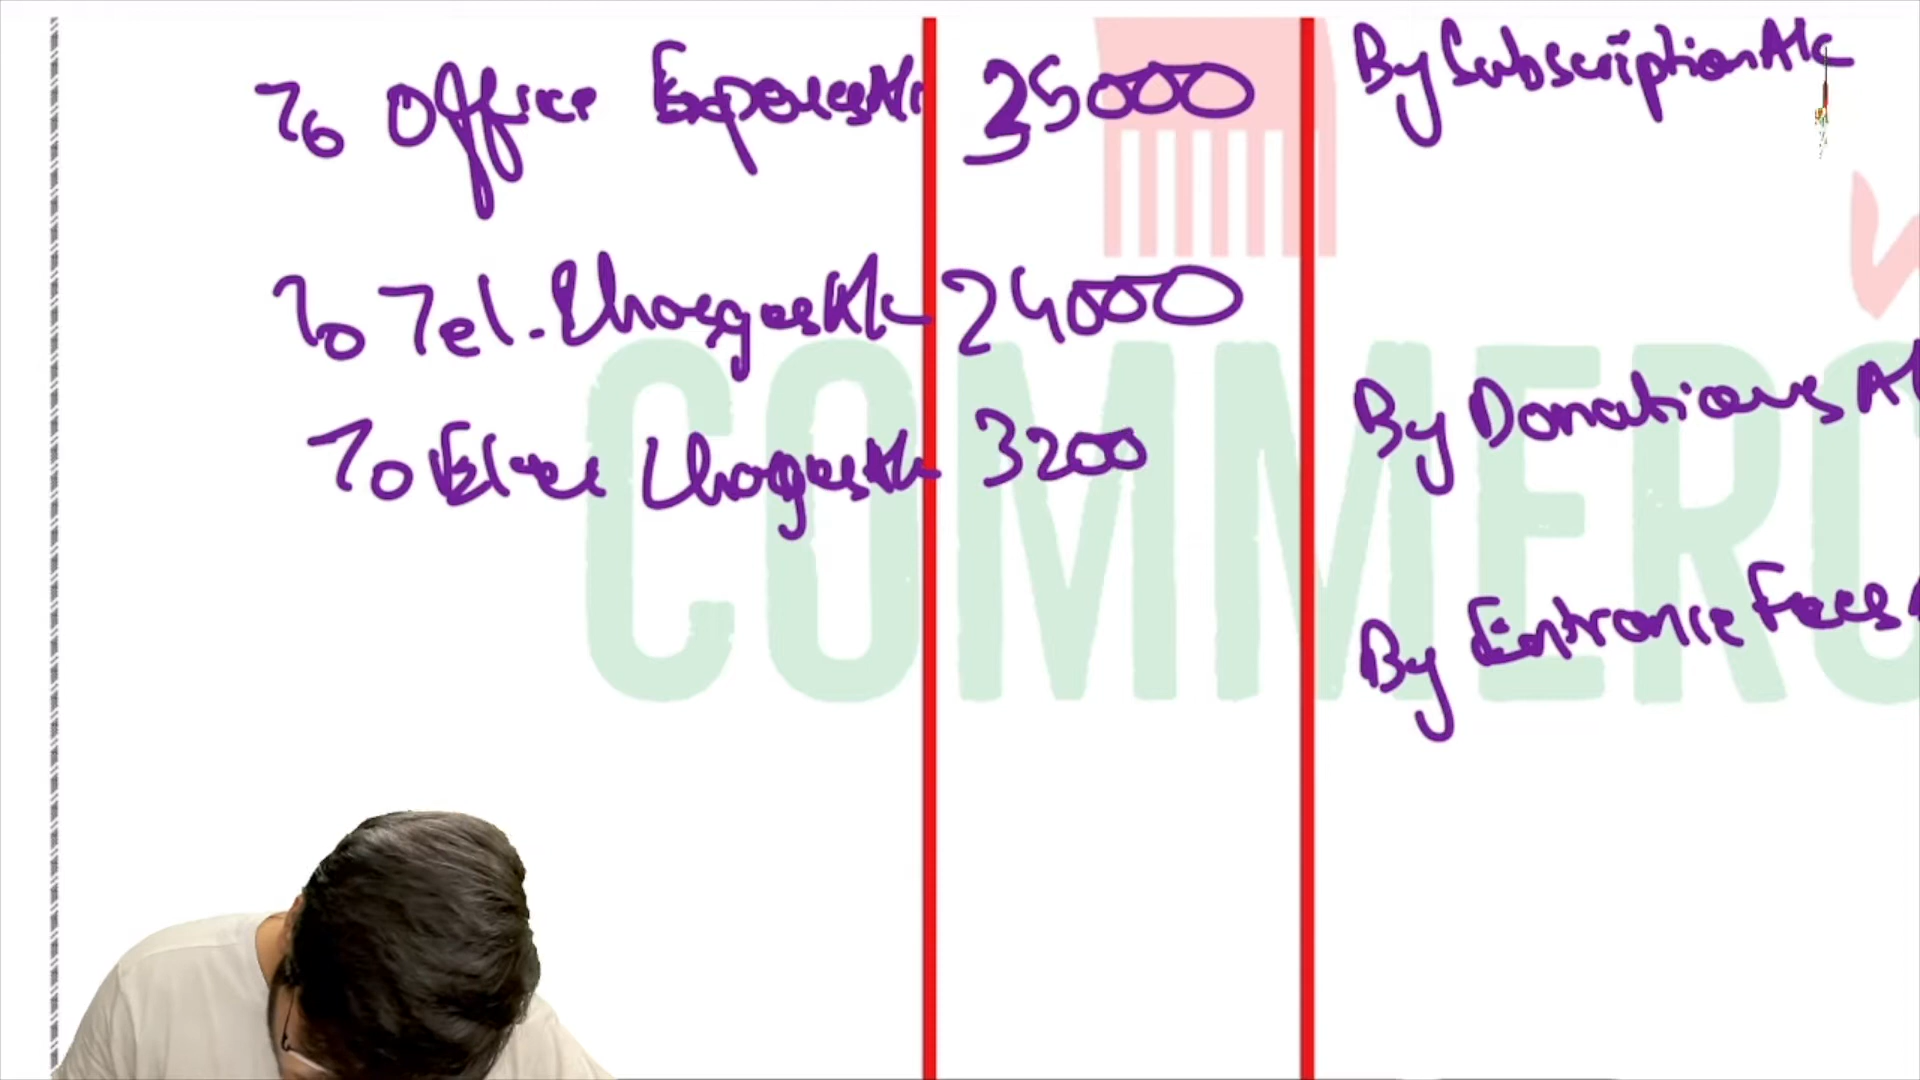 To Office Expenses A/c 35000 By Subscription A/c
To Tel. Charges A/c 24000
By Donations A/c
To Elec Charges A/c 3200
By Entrance Fees
COMMERC